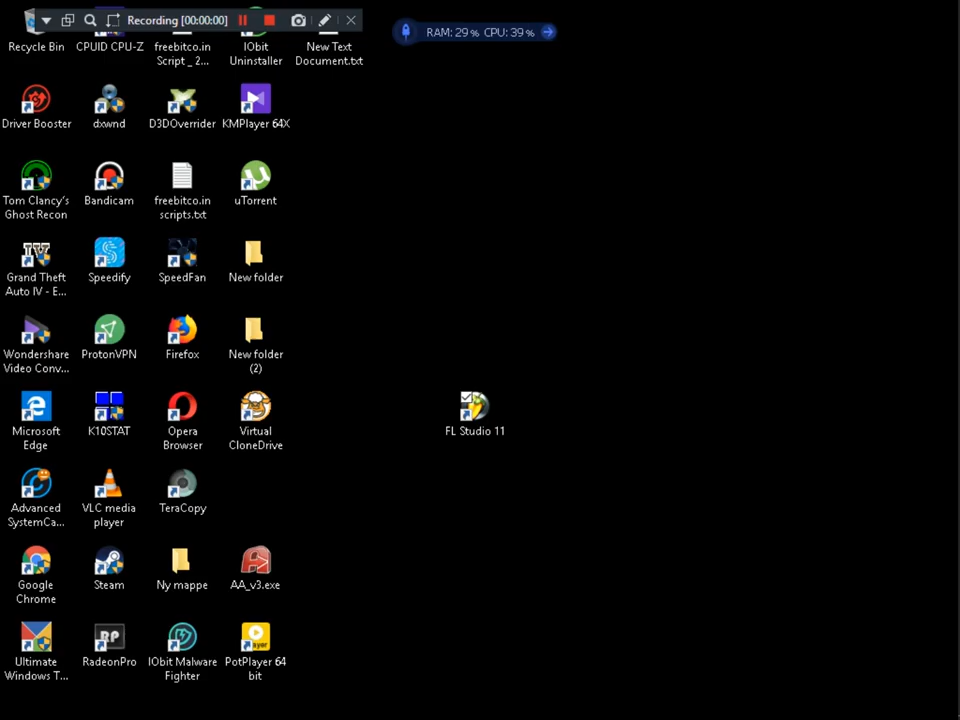 Recording [00:00:00]
RAM: 29% CPU: 39%
Recycle Bin
CPUID CPU-Z
freebitco.in
Script _ 2...
IObit
Uninstaller
New Text
Document.txt
Driver Booster
dxwnd
D3DOverrider
KMPlayer 64X
Tom Clancy's
Ghost Recon
Bandicam
freebitco.in
scripts.txt
uTorrent
Grand Theft
Auto IV - E...
Speedify
SpeedFan
New folder
Wondershare
Video Conv...
ProtonVPN
Firefox
New folder
(2)
Microsoft
Edge
K10STAT
Opera
Browser
Virtual
CloneDrive
FL Studio 11
Advanced
SystemCa...
VLC media
player
TeraCopy
Google
Chrome
Steam
Ny mappe
AA_v3.exe
Ultimate
Windows T...
RP
RadeonPro
IObit Malware
Fighter
PotPlayer 64
bit